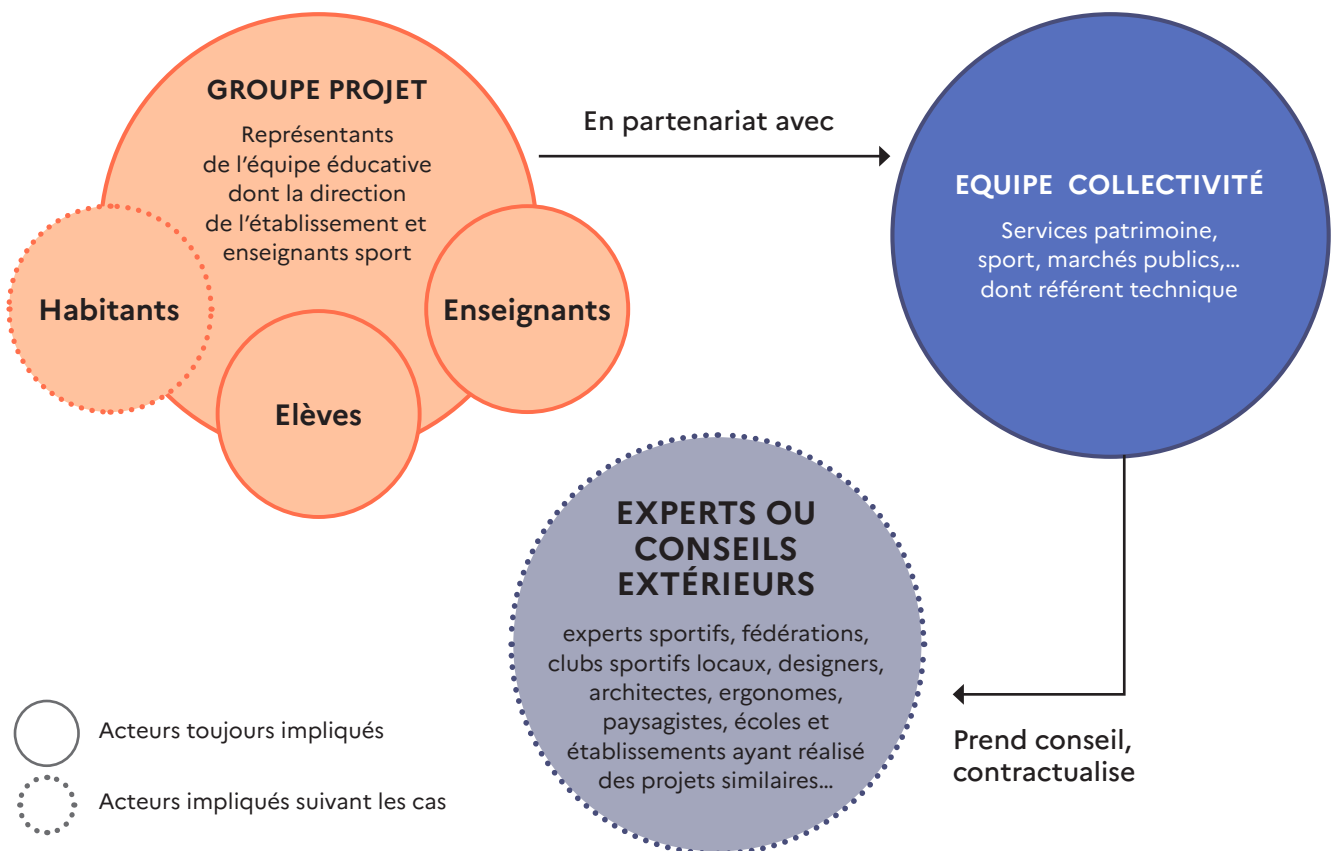 GROUPE PROJET
Représentants
de l’équipe éducative
dont la direction
de l’établissement et
enseignants sport
Habitants
Elèves
Enseignants
En partenariat avec
EQUIPE COLLECTIVITÉ
Services patrimoine,
sport, marchés publics,...
dont référent technique
EXPERTS OU
CONSEILS
EXTÉRIEURS
experts sportifs, fédérations,
clubs sportifs locaux, designers,
architectes, ergonomes,
paysagistes, écoles et
établissements ayant réalisé
des projets similaires...
Prend conseil,
contractualise
Acteurs toujours impliqués
Acteurs impliqués suivant les cas